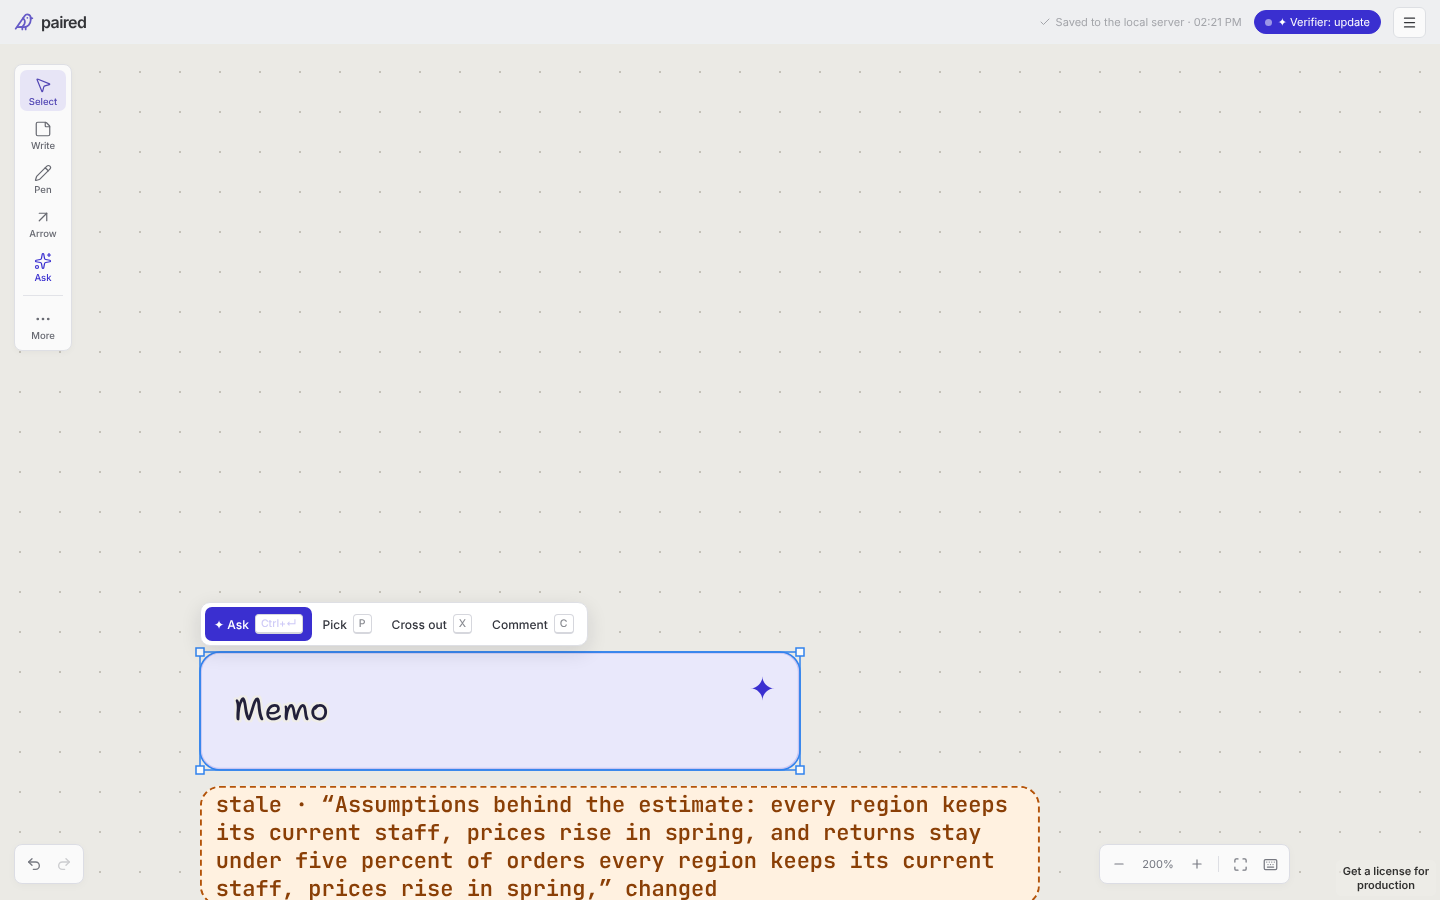 paired
Saved to the local server · 02:21 PM
✦ Verifier: update
Select
Write
Pen
Arrow
Ask
More
✦ Ask Ctrl+↵ Pick P Cross out X Comment C
Memo
stale · “Assumptions behind the estimate: every region keeps
its current staff, prices rise in spring, and returns stay
under five percent of orders every region keeps its current
staff, prices rise in spring,” changed
200%
Get a license for
production